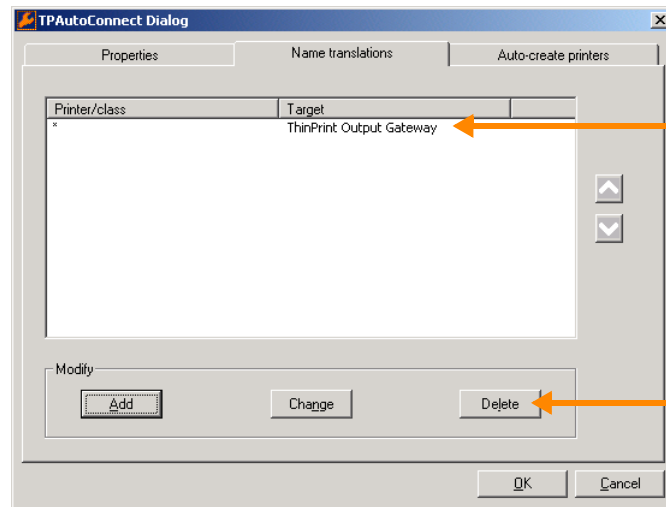 TPAutoConnect Dialog
Properties
Name translations
Auto-create printers
Printer/class
Target
*
ThinPrint Output Gateway
Modify
Add
Change
Delete
OK
Cancel